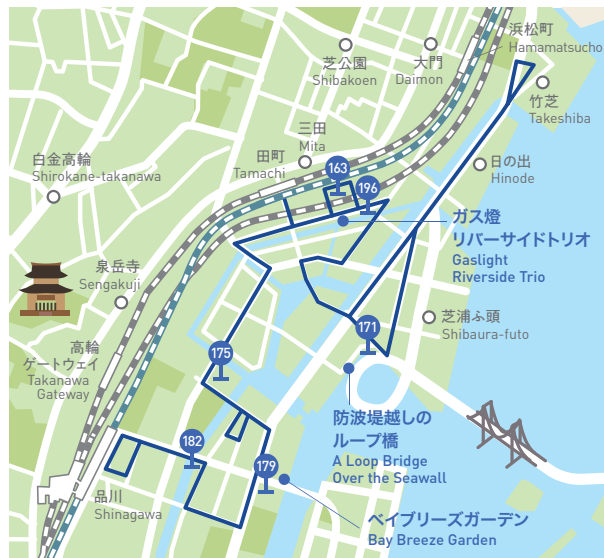 浜松町
Hamamatsucho
芝公園
Shibakoen
大門
Daimon
竹芝
Takeshiba
三田
Mita
田町
Tamachi
163
196
日の出
Hinode
白金高輪
Shirokane-takanawa
ガス燈
リバーサイドトリオ
Gaslight
Riverside Trio
泉岳寺
Sengakuji
芝浦ふ頭
Shibaura-futo
171
高輪
ゲートウェイ
Takanawa
Gateway
175
防波堤越しの
ループ橋
A Loop Bridge
Over the Seawall
182
179
品川
Shinagawa
ベイブリーズガーデン
Bay Breeze Garden